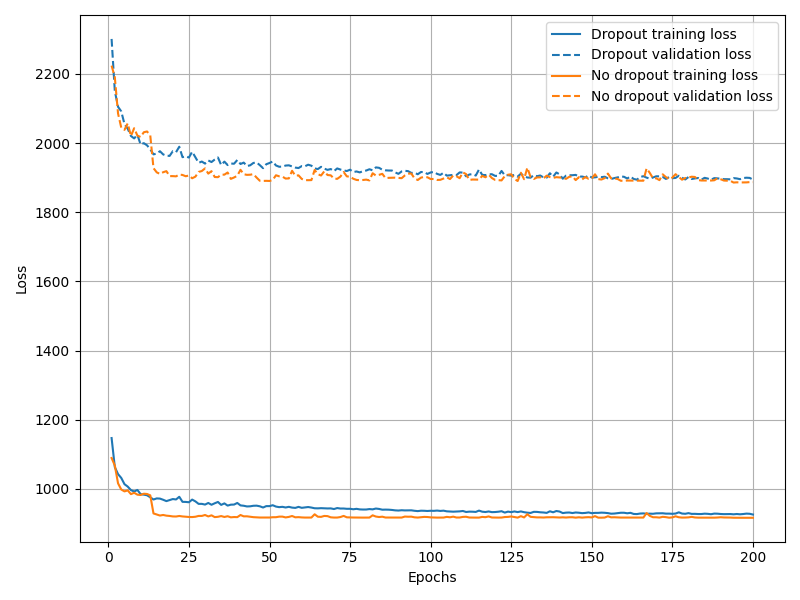 Dropout training loss
Dropout validation loss
No dropout training loss
No dropout validation loss
2200
2000
1800
1600
1400
1200
1000
Loss
0 25 50 75 100 125 150 175 200
Epochs